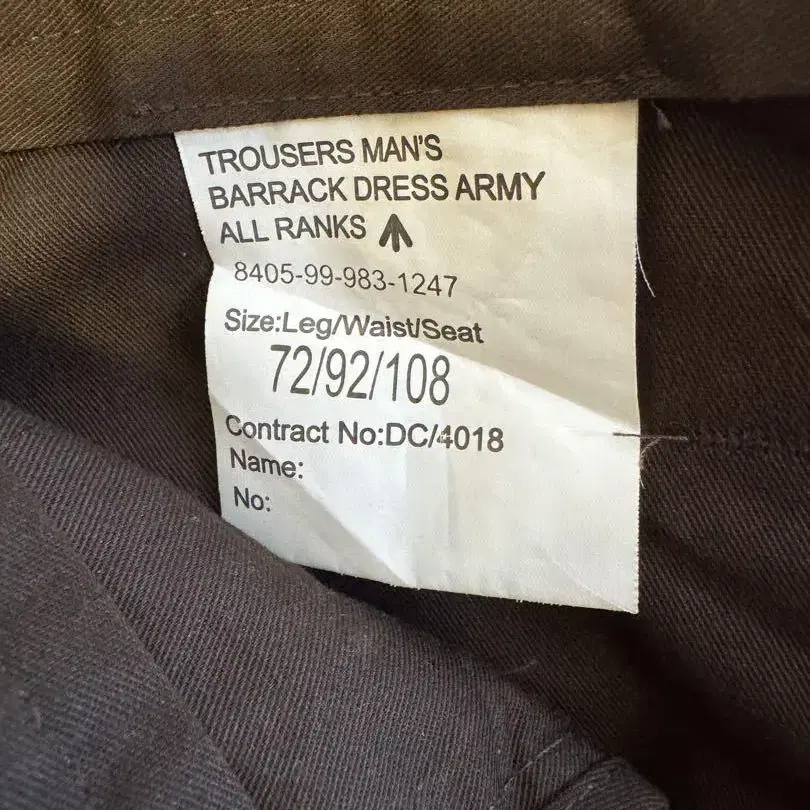 TROUSERS MAN'S
BARRACK DRESS ARMY
ALL RANKS
8405-99-983-1247
Size:Leg/Waist/Seat
72/92/108
Contract No:DC/4018
Name:
No: